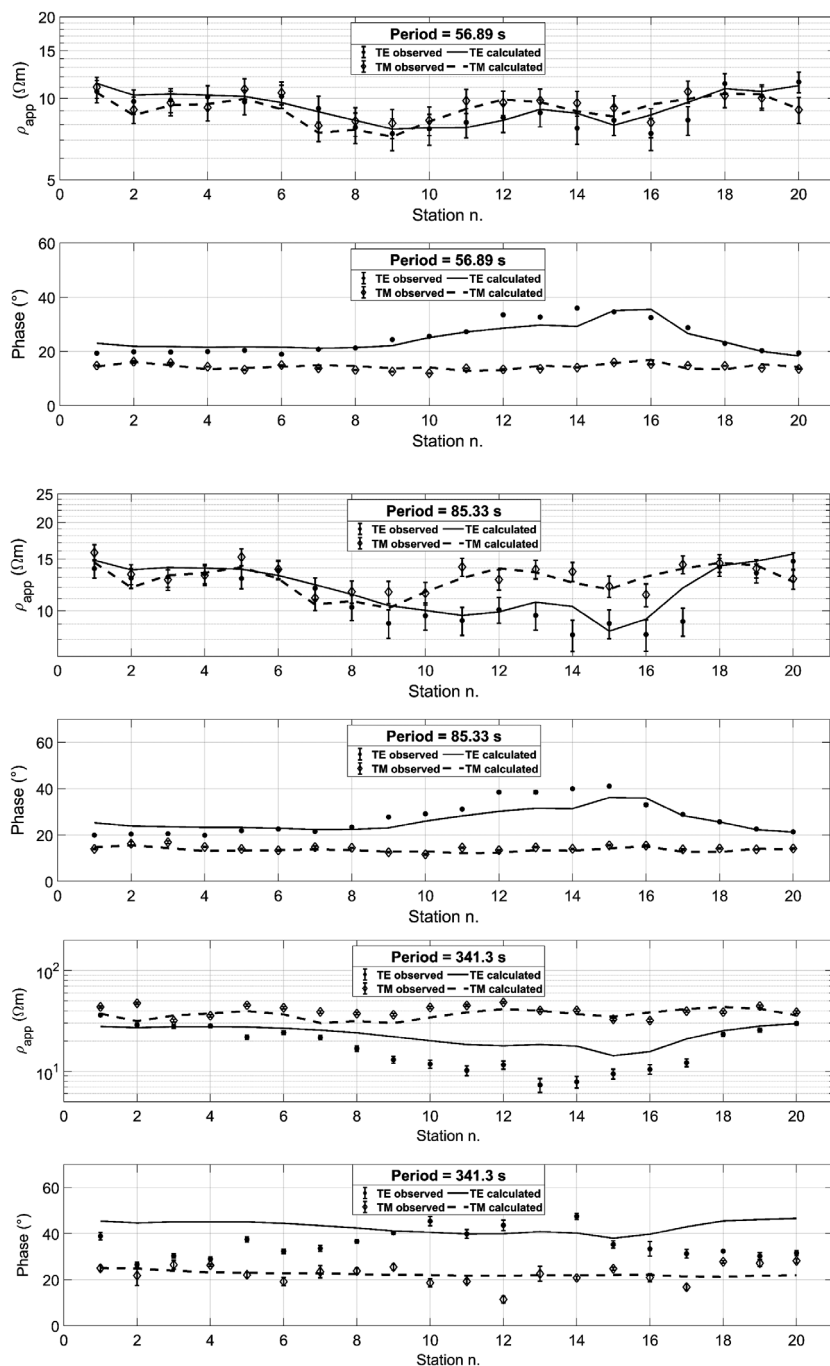 20
15
10
5
ρapp (Ωm)
Period = 56.89 s
TE observed TE calculated
TM observed TM calculated
0 2 4 6 8 10 12 14 16 18 20
Station n.
60
40
20
0
Phase (°)
Period = 56.89 s
TE observed TE calculated
TM observed TM calculated
0 2 4 6 8 10 12 14 16 18 20
Station n.
25
20
15
10
ρapp (Ωm)
Period = 85.33 s
TE observed TE calculated
TM observed TM calculated
0 2 4 6 8 10 12 14 16 18 20
Station n.
60
40
20
0
Phase (°)
Period = 85.33 s
TE observed TE calculated
TM observed TM calculated
0 2 4 6 8 10 12 14 16 18 20
Station n.
10²
10¹
ρapp (Ωm)
Period = 341.3 s
TE observed TE calculated
TM observed TM calculated
0 2 4 6 8 10 12 14 16 18 20
Station n.
60
40
20
0
Phase (°)
Period = 341.3 s
TE observed TE calculated
TM observed TM calculated
0 2 4 6 8 10 12 14 16 18 20
Station n.